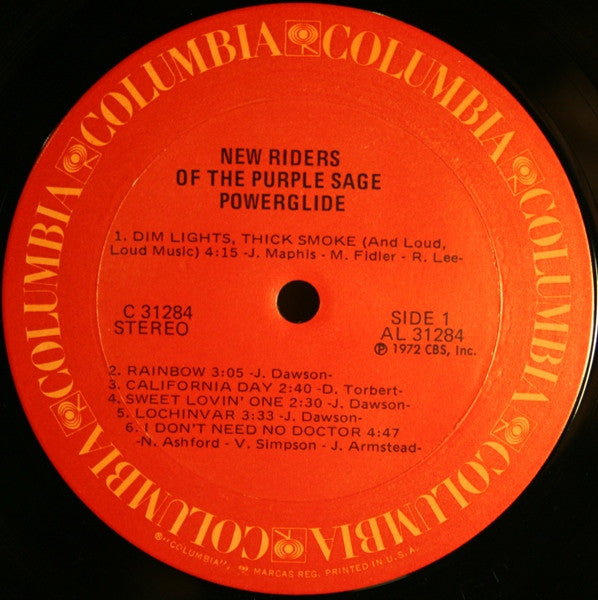 COLUMBIA COLUMBIA COLUMBIA COLUMBIA COLUMBIA COLUMBIA
NEW RIDERS
OF THE PURPLE SAGE
POWERGLIDE
1. DIM LIGHTS, THICK SMOKE (And Loud,
Loud Music) 4:15 -J. Maphis - M. Fidler - R. Lee-
C 31284
STEREO
SIDE 1
AL 31284
Ⓟ 1972 CBS, Inc.
2. RAINBOW 3:05 -J. Dawson-
3. CALIFORNIA DAY 2:40 -D. Torbert-
4. SWEET LOVIN' ONE 2:30 -J. Dawson-
5. LOCHINVAR 3:33 -J. Dawson-
6. I DON'T NEED NO DOCTOR 4:47
-N. Ashford - V. Simpson - J. Armstead-
®"COLUMBIA", MARCAS REG. PRINTED IN U.S.A.